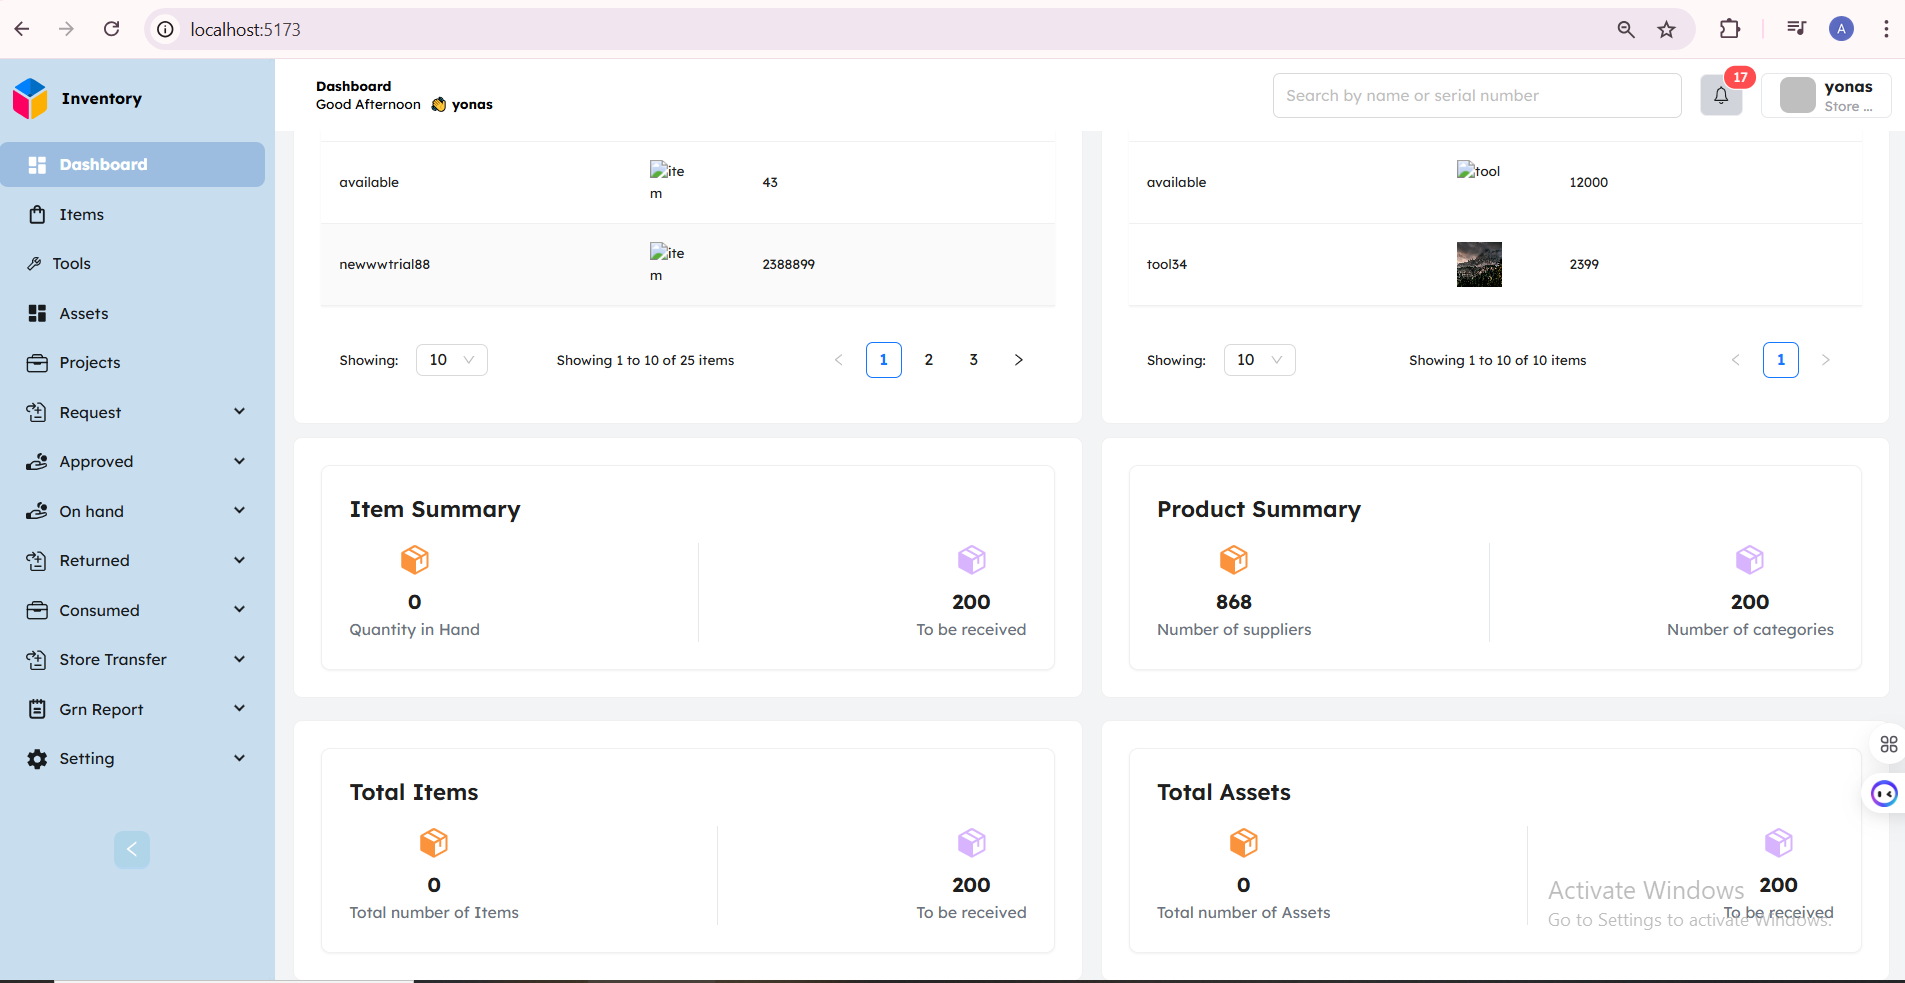 localhost:5173
A
Inventory
Dashboard
Good Afternoon 👏 yonas
Search by name or serial number
17
yonas
Store ...
Dashboard
Items
Tools
Assets
Projects
Request
Approved
On hand
Returned
Consumed
Store Transfer
Grn Report
Setting
available
ite
m
43
newwwtrial88
ite
m
2388899
Showing: 10 Showing 1 to 10 of 25 items < 1 2 3 >
available tool 12000
tool34 2399
Showing: 10 Showing 1 to 10 of 10 items < 1 >
Item Summary
0 200
Quantity in Hand To be received
Product Summary
868 200
Number of suppliers Number of categories
Total Items
0 200
Total number of Items To be received
Total Assets
0 200
Total number of Assets To be received
Activate Windows
Go to Settings to activate Windows.